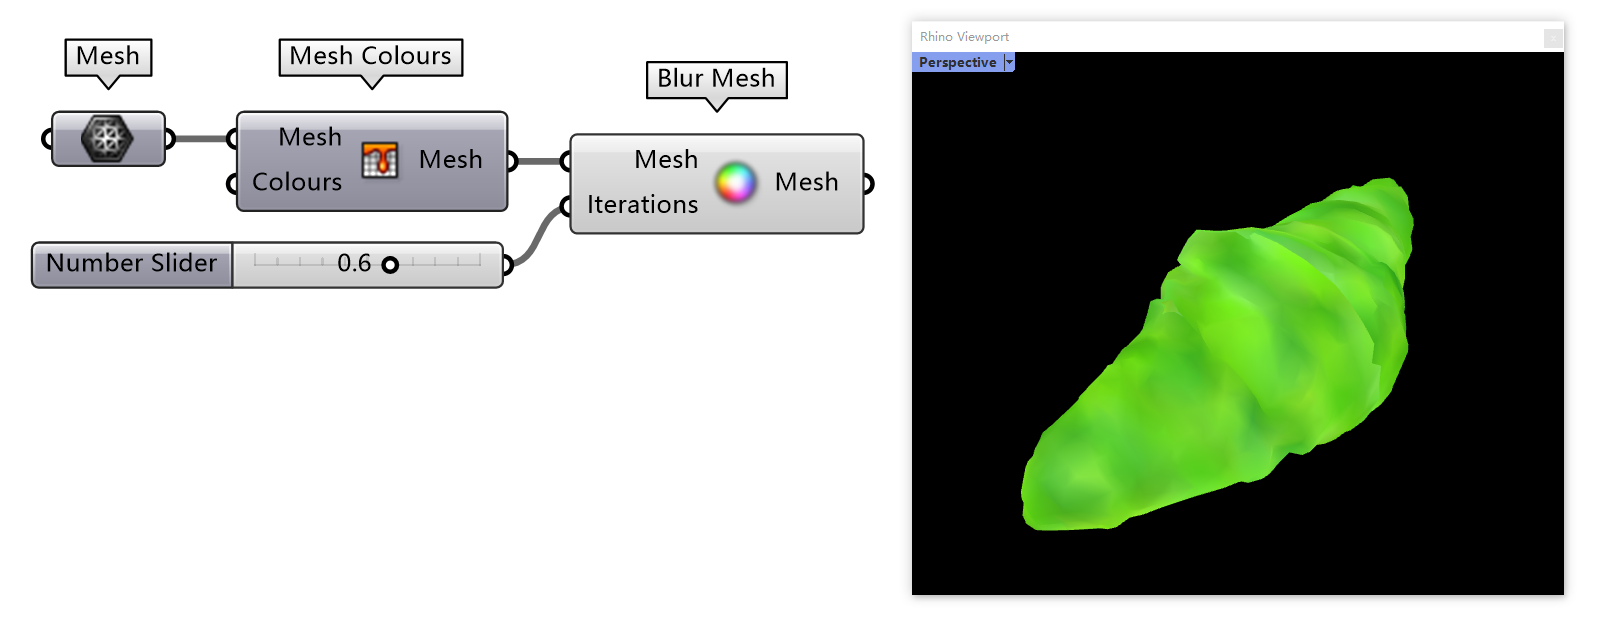 Mesh
Mesh Colours
Blur Mesh
Mesh
Colours
Mesh
Mesh
Iterations
Mesh
Number Slider
0.6
Rhino Viewport
Perspective